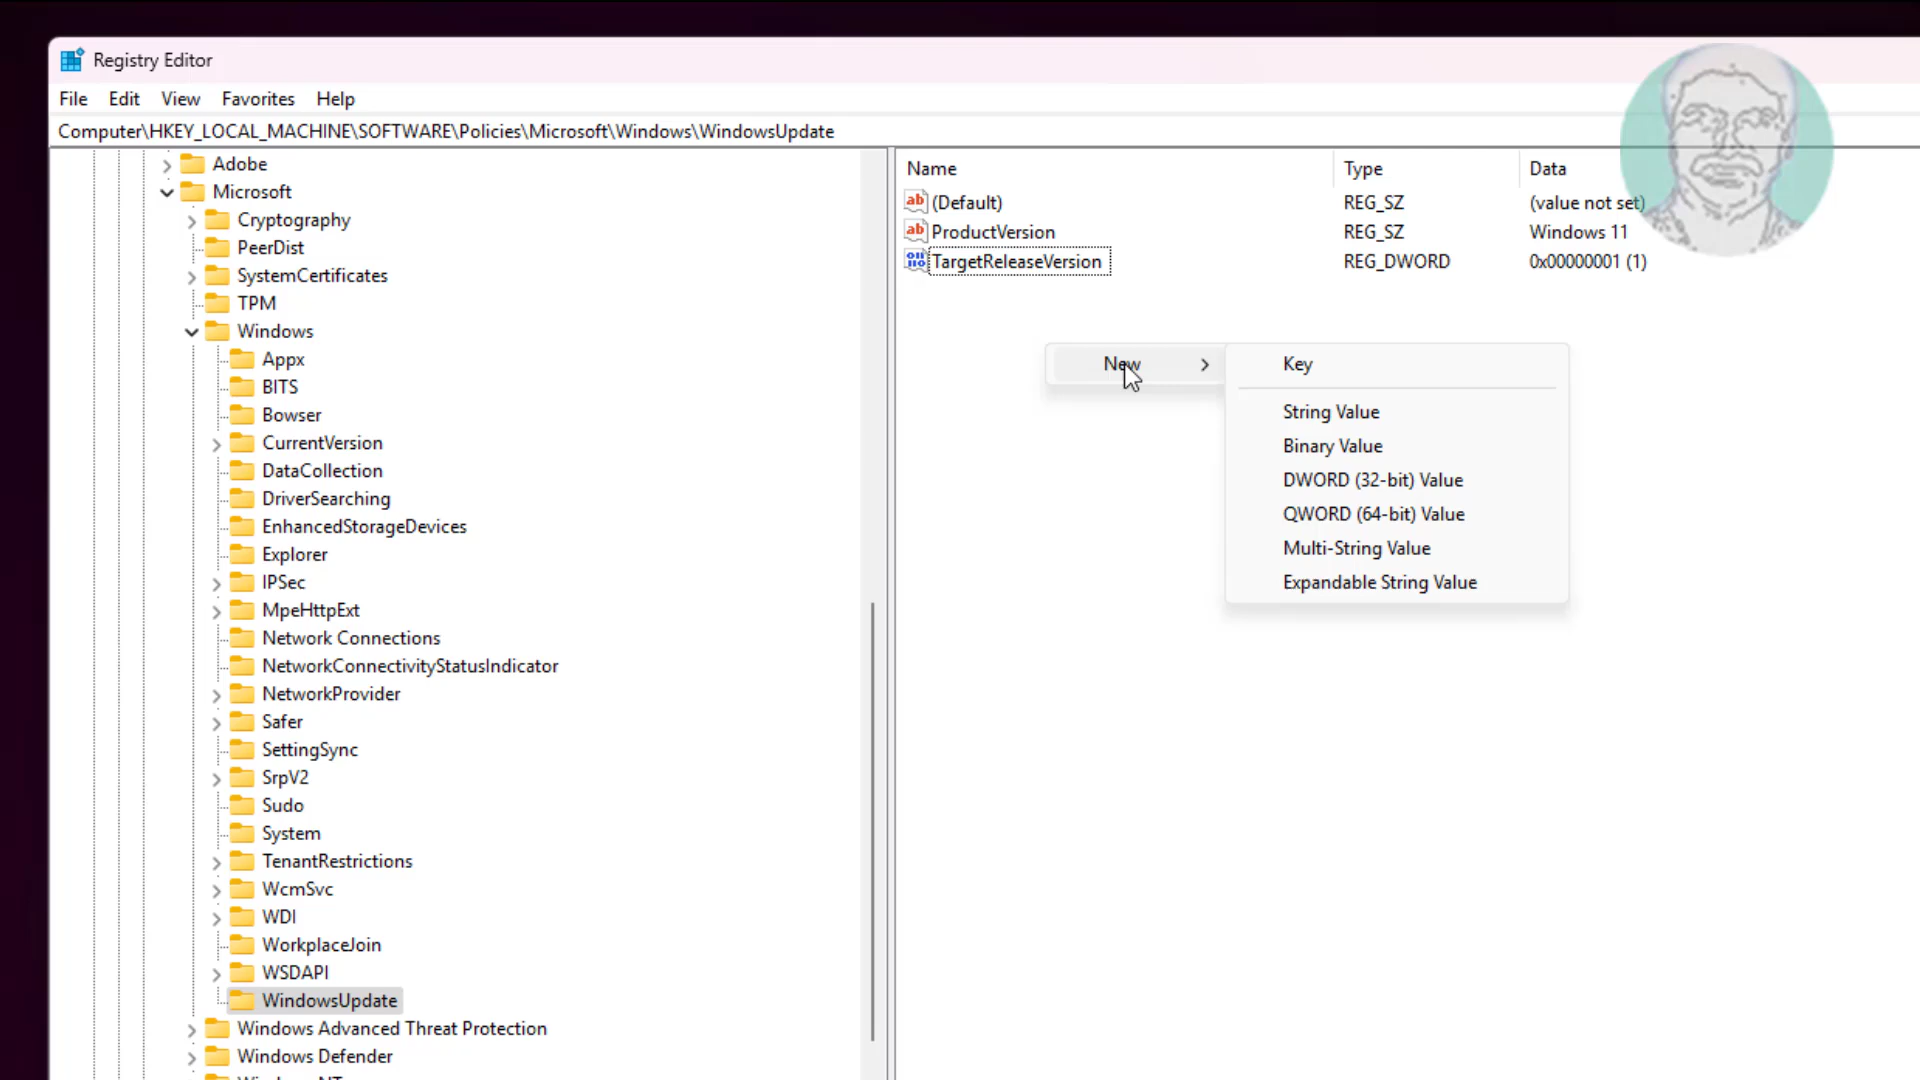 Registry Editor
File Edit View Favorites Help
Computer\HKEY_LOCAL_MACHINE\SOFTWARE\Policies\Microsoft\Windows\WindowsUpdate
Adobe
Microsoft
Cryptography
PeerDist
SystemCertificates
TPM
Windows
Appx
BITS
Bowser
CurrentVersion
DataCollection
DriverSearching
EnhancedStorageDevices
Explorer
IPSec
MpeHttpExt
Network Connections
NetworkConnectivityStatusIndicator
NetworkProvider
Safer
SettingSync
SrpV2
Sudo
System
TenantRestrictions
WcmSvc
WDI
WorkplaceJoin
WSDAPI
WindowsUpdate
Windows Advanced Threat Protection
Windows Defender
Name Type Data
(Default) REG_SZ (value not set)
ProductVersion REG_SZ Windows 11
TargetReleaseVersion REG_DWORD 0x00000001 (1)
New
Key
String Value
Binary Value
DWORD (32-bit) Value
QWORD (64-bit) Value
Multi-String Value
Expandable String Value